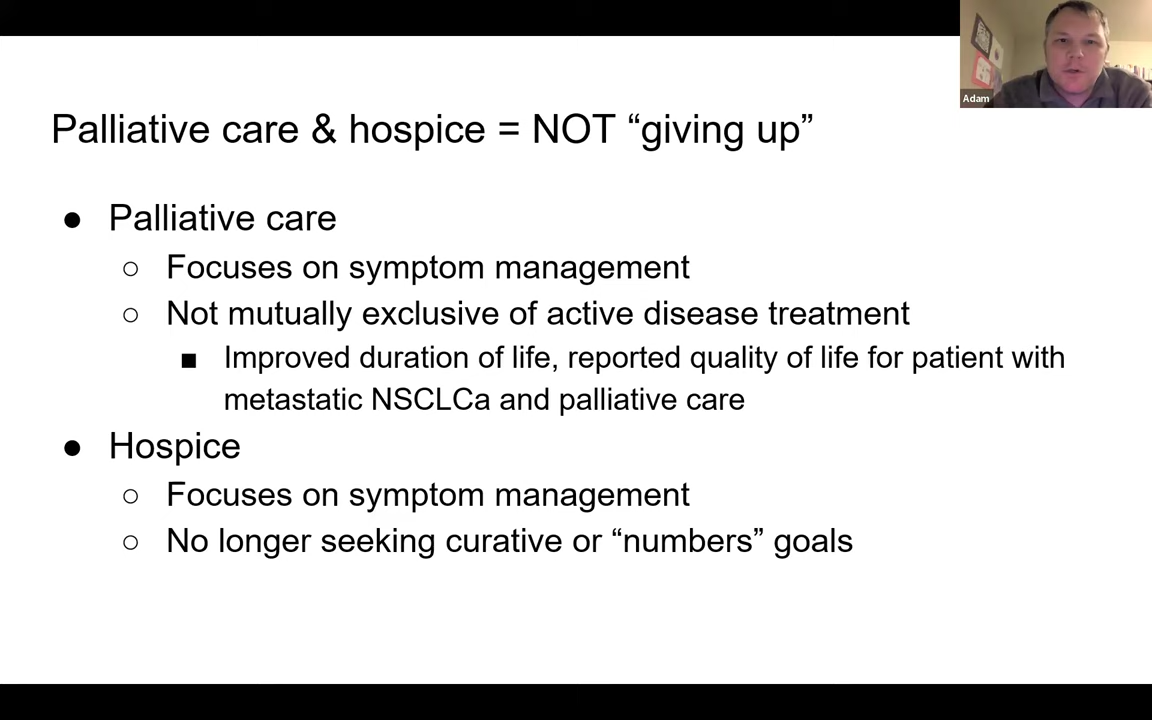 Adam
Palliative care & hospice = NOT “giving up”
● Palliative care
○ Focuses on symptom management
○ Not mutually exclusive of active disease treatment
■ Improved duration of life, reported quality of life for patient with
metastatic NSCLCa and palliative care
● Hospice
○ Focuses on symptom management
○ No longer seeking curative or “numbers” goals